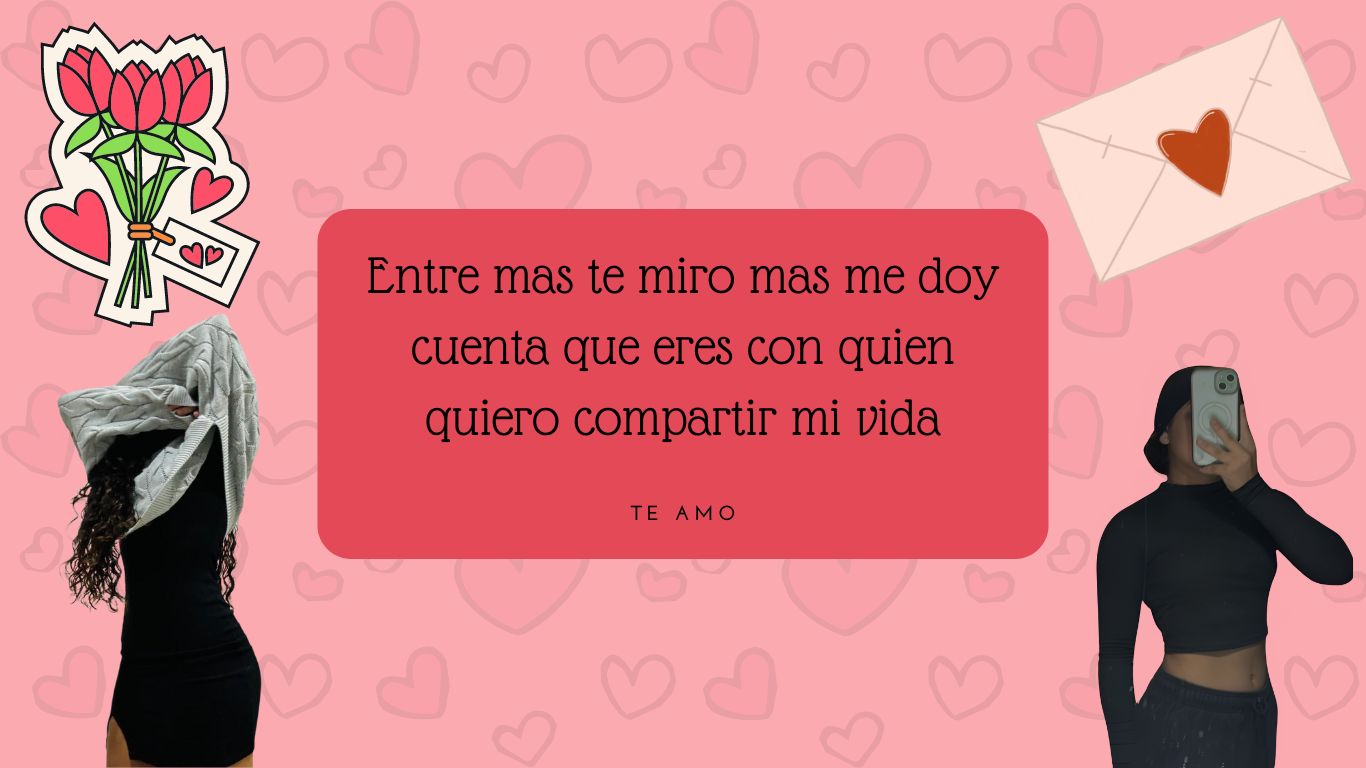 Entre mas te miro mas me doy
cuenta que eres con quien
quiero compartir mi vida
TE AMO